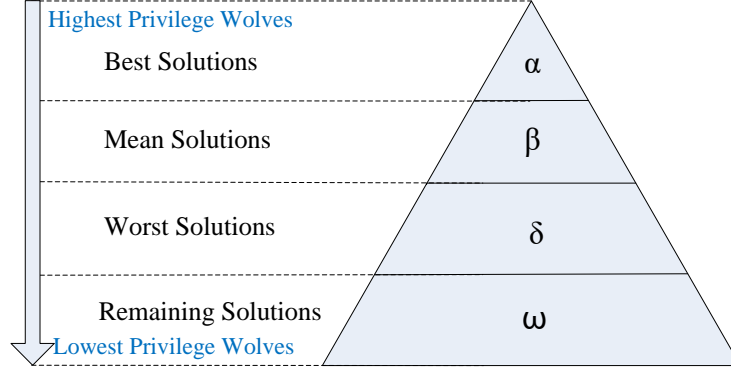 Highest Privilege Wolves
Best Solutions
α
Mean Solutions
β
Worst Solutions
δ
Remaining Solutions
ω
Lowest Privilege Wolves